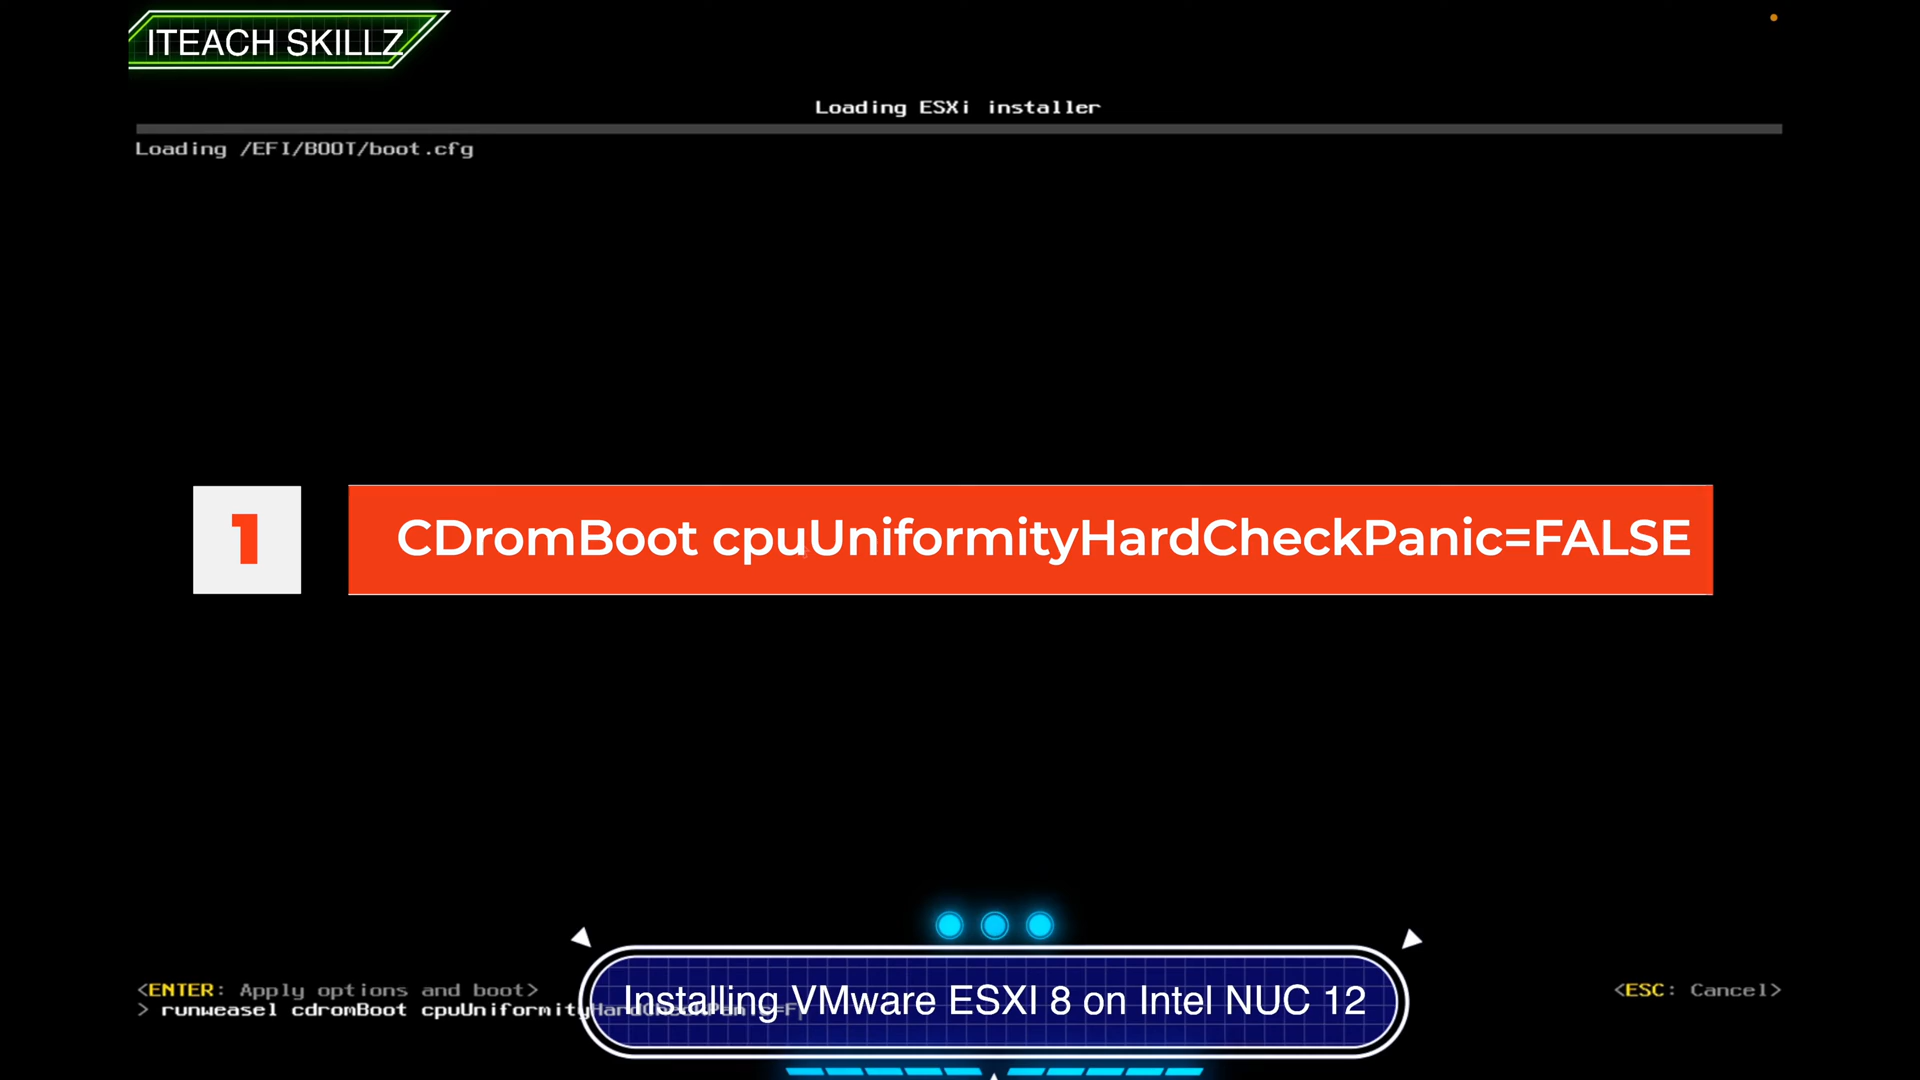 ITEACH SKILLZ
Loading ESXi installer
Loading /EFI/BOOT/boot.cfg
1
CDromBoot cpuUniformityHardCheckPanic=FALSE
<ENTER: Apply options and boot>
<ESC: Cancel>
> runweasel cdromBoot cpuUniformityHardCheckPanic=F
Installing VMware ESXI 8 on Intel NUC 12